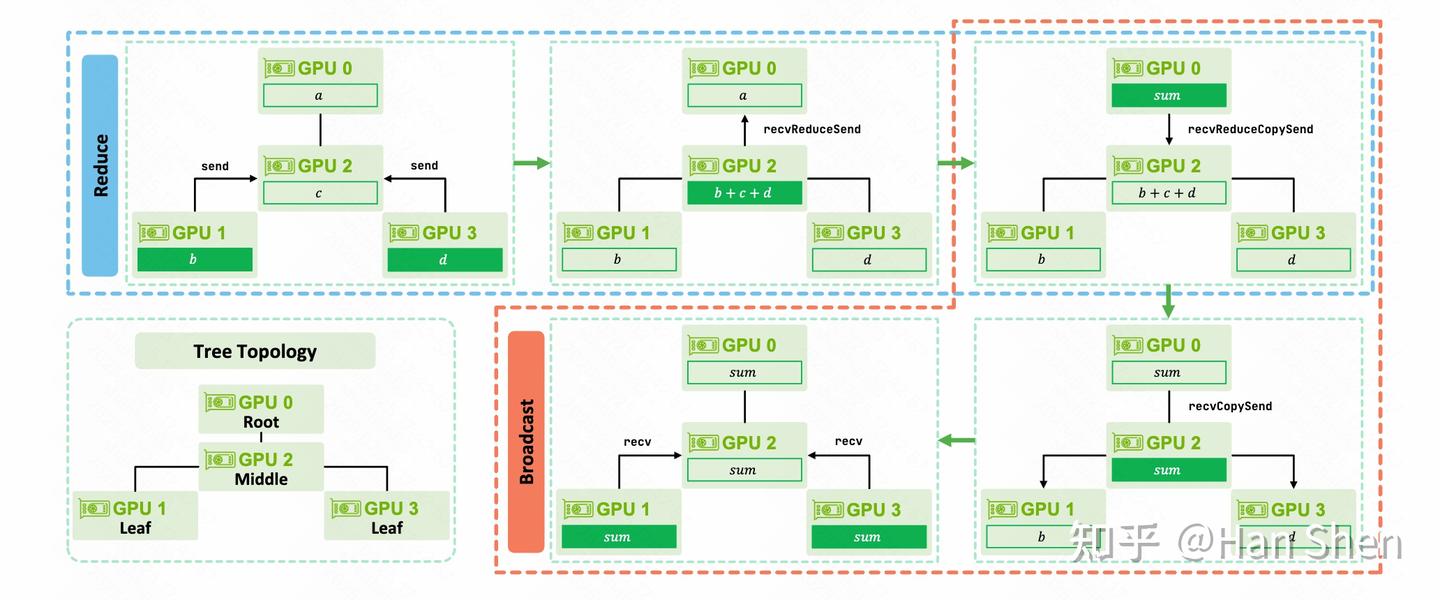 Reduce
GPU 0
a
send
send
GPU 2
c
GPU 1
b
GPU 3
d
GPU 0
a
recvReduceSend
GPU 2
b + c + d
GPU 1
b
GPU 3
d
GPU 0
sum
recvReduceCopySend
GPU 2
b + c + d
GPU 1
b
GPU 3
d
Tree Topology
GPU 0
Root
GPU 2
Middle
GPU 1
Leaf
GPU 3
Leaf
Broadcast
GPU 0
sum
recv
recv
GPU 2
sum
GPU 1
sum
GPU 3
sum
GPU 0
sum
recvCopySend
GPU 2
sum
GPU 1
b
GPU 3
d
知乎 @Han Shen